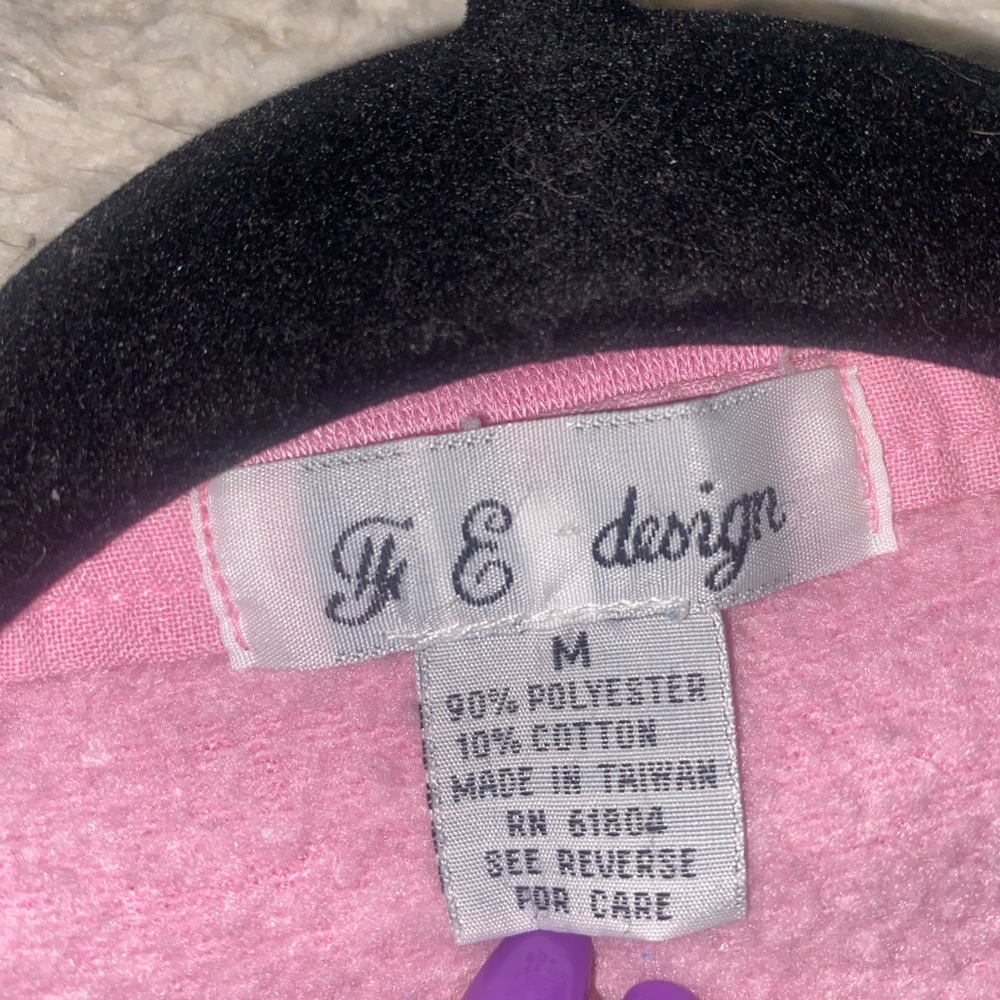 E design
M
90% POLYESTER
10% COTTON
MADE IN TAIWAN
RN 61804
SEE REVERSE
FOR CARE